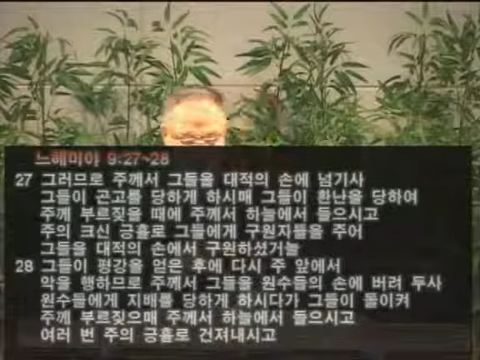 느헤미야 9:27~28
27 그러므로 주께서 그들을 대적의 손에 넘기사
그들이 곤고를 당하게 하시매 그들이 환난을 당하여
주께 부르짖을 때에 주께서 하늘에서 들으시고
주의 크신 긍휼로 그들에게 구원자들을 주어
그들을 대적의 손에서 구원하셨거늘
28 그들이 평강을 얻은 후에 다시 주 앞에서
악을 행하므로 주께서 그들을 원수들의 손에 버려 두사
원수들에게 지배를 당하게 하시다가 그들이 돌이켜
주께 부르짖으매 주께서 하늘에서 들으시고
여러 번 주의 긍휼로 건져내시고